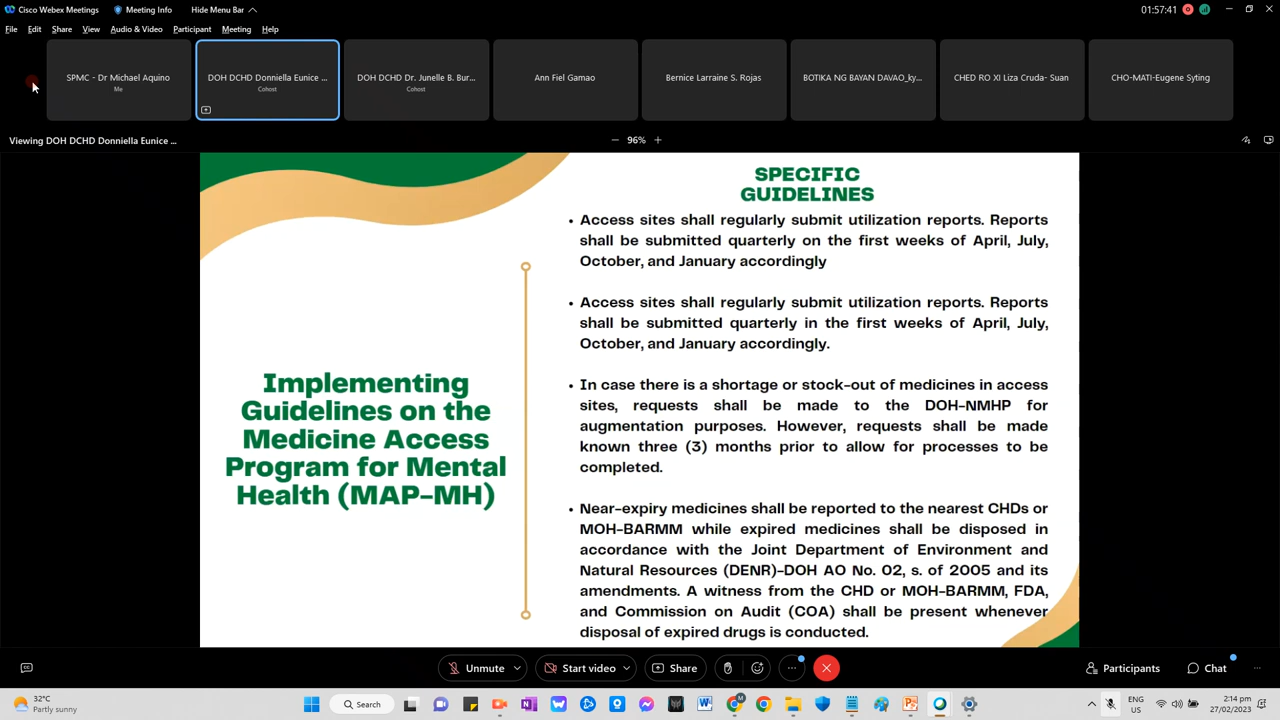 Cisco Webex Meetings
Meeting Info
Hide Menu Bar
01:57:41
File Edit Share View Audio & Video Participant Meeting Help
SPMC - Dr Michael Aquino
Me
DOH DCHD Donniella Eunice ...
Cohost
DOH DCHD Dr. Junelle B. Bur...
Cohost
Ann Fiel Gamao
Bernice Larraine S. Rojas
BOTIKA NG BAYAN DAVAO_ky...
CHED RO XI Liza Cruda- Suan
CHO-MATI-Eugene Syting
Viewing DOH DCHD Donniella Eunice ...
96%
Implementing
Guidelines on the
Medicine Access
Program for Mental
Health (MAP-MH)
SPECIFIC
GUIDELINES
• Access sites shall regularly submit utilization reports. Reports
shall be submitted quarterly on the first weeks of April, July,
October, and January accordingly
• Access sites shall regularly submit utilization reports. Reports
shall be submitted quarterly in the first weeks of April, July,
October, and January accordingly.
• In case there is a shortage or stock-out of medicines in access
sites, requests shall be made to the DOH-NMHP for
augmentation purposes. However, requests shall be made
known three (3) months prior to allow for processes to be
completed.
• Near-expiry medicines shall be reported to the nearest CHDs or
MOH-BARMM while expired medicines shall be disposed in
accordance with the Joint Department of Environment and
Natural Resources (DENR)-DOH AO No. 02, s. of 2005 and its
amendments. A witness from the CHD or MOH-BARMM, FDA,
and Commission on Audit (COA) shall be present whenever
disposal of expired drugs is conducted.
Unmute
Start video
Share
Participants
Chat
32°C
Partly sunny
Search
ENG
US
2:14 pm
27/02/2023